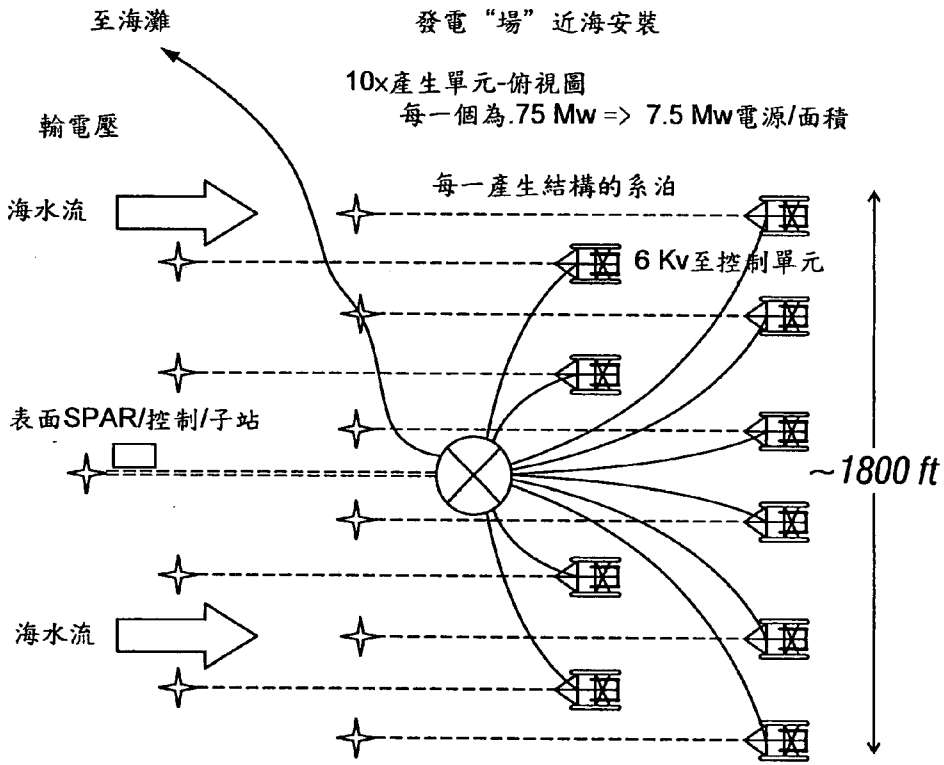 至海灘
發電“場”近海安裝
10x產生單元-俯視圖
每一個為.75 Mw => 7.5 Mw電源/面積
輸電壓
每一產生結構的系泊
海水流
6 Kv至控制單元
表面SPAR/控制/子站
~1800 ft
海水流